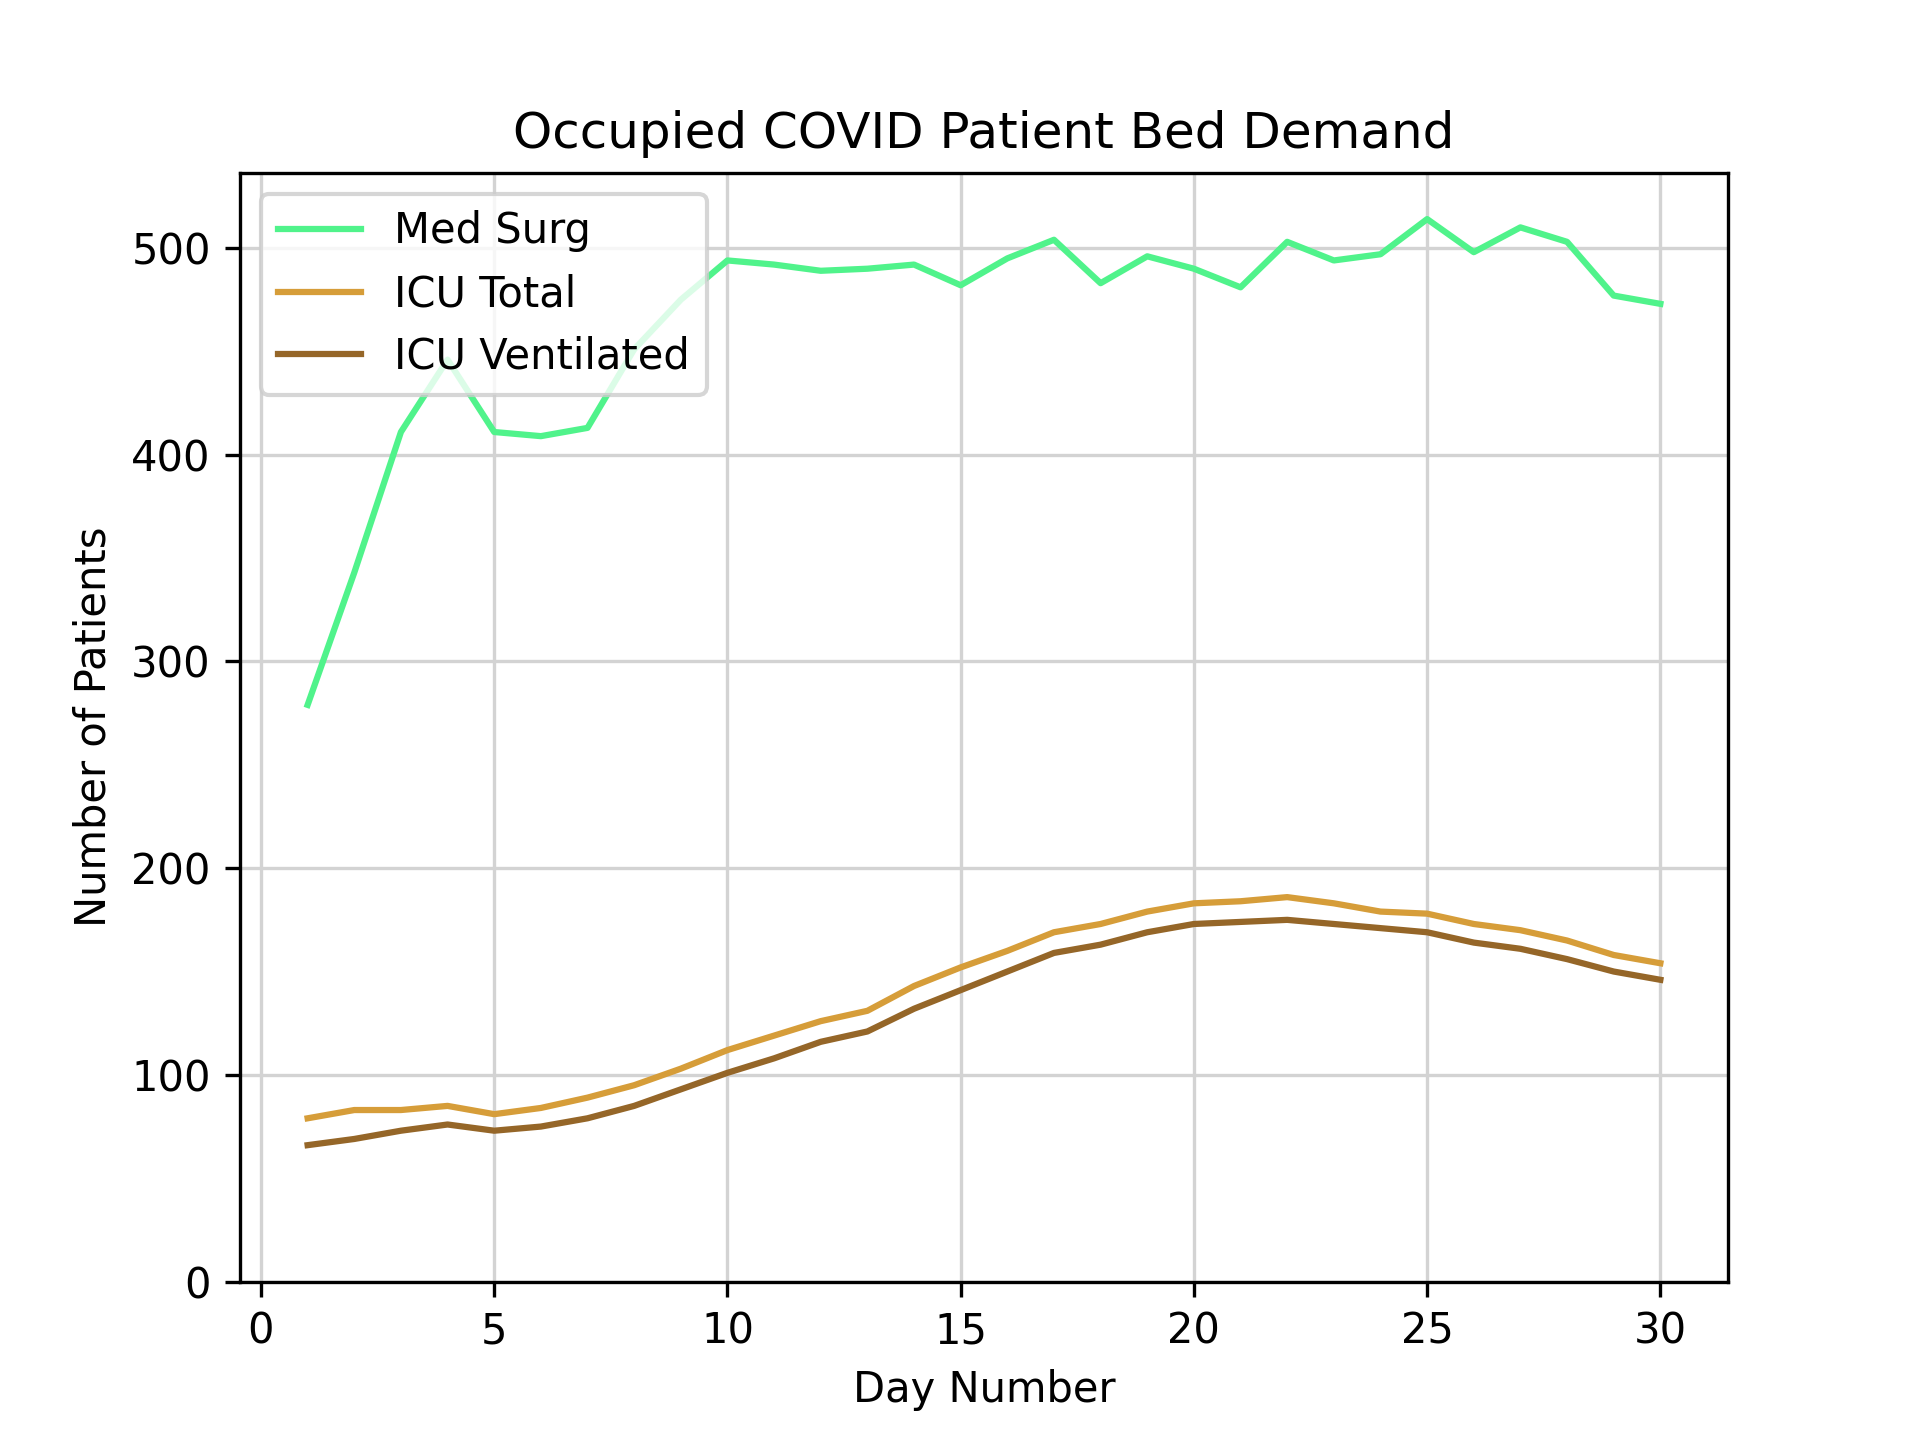 Occupied COVID Patient Bed Demand
Med Surg
ICU Total
ICU Ventilated
500
400
300
200
100
0
Number of Patients
0 5 10 15 20 25 30
Day Number